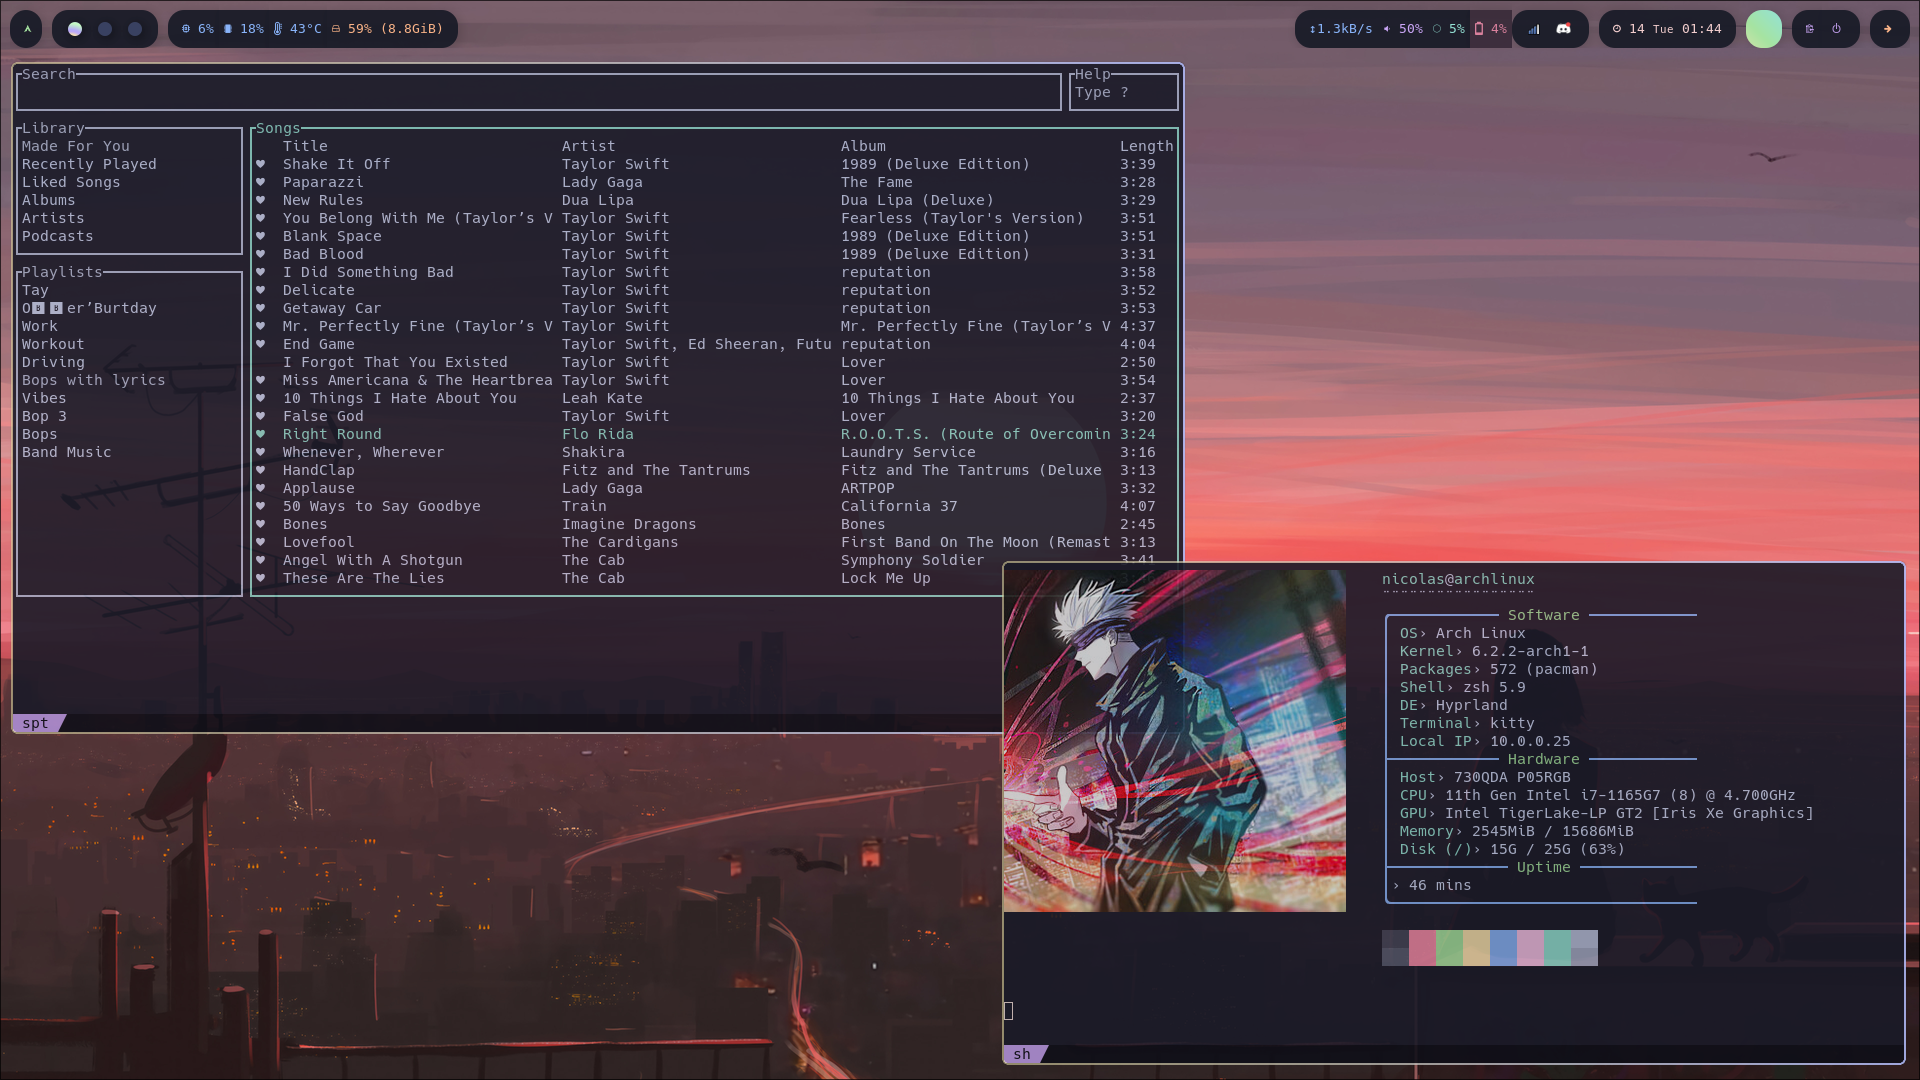 6% 18% 43°C 59% (8.8GiB)
↕1.3kB/s 50% 5% 4% 14 Tue 01:44
Search
Help
Type ?
Library
Made For You
Recently Played
Liked Songs
Albums
Artists
Podcasts
Playlists
Tay
Work
Workout
Driving
Bops with lyrics
Vibes
Bop 3
Bops
Band Music
Songs
Title Artist Album Length
♥ Shake It Off Taylor Swift 1989 (Deluxe Edition) 3:39
♥ Paparazzi Lady Gaga The Fame 3:28
♥ New Rules Dua Lipa Dua Lipa (Deluxe) 3:29
♥ You Belong With Me (Taylor’s V Taylor Swift Fearless (Taylor's Version) 3:51
♥ Blank Space Taylor Swift 1989 (Deluxe Edition) 3:51
♥ Bad Blood Taylor Swift 1989 (Deluxe Edition) 3:31
♥ I Did Something Bad Taylor Swift reputation 3:58
♥ Delicate Taylor Swift reputation 3:52
♥ Getaway Car Taylor Swift reputation 3:53
♥ Mr. Perfectly Fine (Taylor’s V Taylor Swift Mr. Perfectly Fine (Taylor’s V 4:37
♥ End Game Taylor Swift, Ed Sheeran, Futu reputation 4:04
I Forgot That You Existed Taylor Swift Lover 2:50
♥ Miss Americana & The Heartbrea Taylor Swift Lover 3:54
♥ 10 Things I Hate About You Leah Kate 10 Things I Hate About You 2:37
♥ False God Taylor Swift Lover 3:20
♥ Right Round Flo Rida R.O.O.T.S. (Route of Overcomin 3:24
♥ Whenever, Wherever Shakira Laundry Service 3:16
♥ HandClap Fitz and The Tantrums Fitz and The Tantrums (Deluxe 3:13
♥ Applause Lady Gaga ARTPOP 3:32
♥ 50 Ways to Say Goodbye Train California 37 4:07
♥ Bones Imagine Dragons Bones 2:45
♥ Lovefool The Cardigans First Band On The Moon (Remast 3:13
♥ Angel With A Shotgun The Cab Symphony Soldier 3:41
♥ These Are The Lies The Cab Lock Me Up
spt
nicolas@archlinux
Software
OS› Arch Linux
Kernel› 6.2.2-arch1-1
Packages› 572 (pacman)
Shell› zsh 5.9
DE› Hyprland
Terminal› kitty
Local IP› 10.0.0.25
Hardware
Host› 730QDA P05RGB
CPU› 11th Gen Intel i7-1165G7 (8) @ 4.700GHz
GPU› Intel TigerLake-LP GT2 [Iris Xe Graphics]
Memory› 2545MiB / 15686MiB
Disk (/)› 15G / 25G (63%)
Uptime
› 46 mins
sh